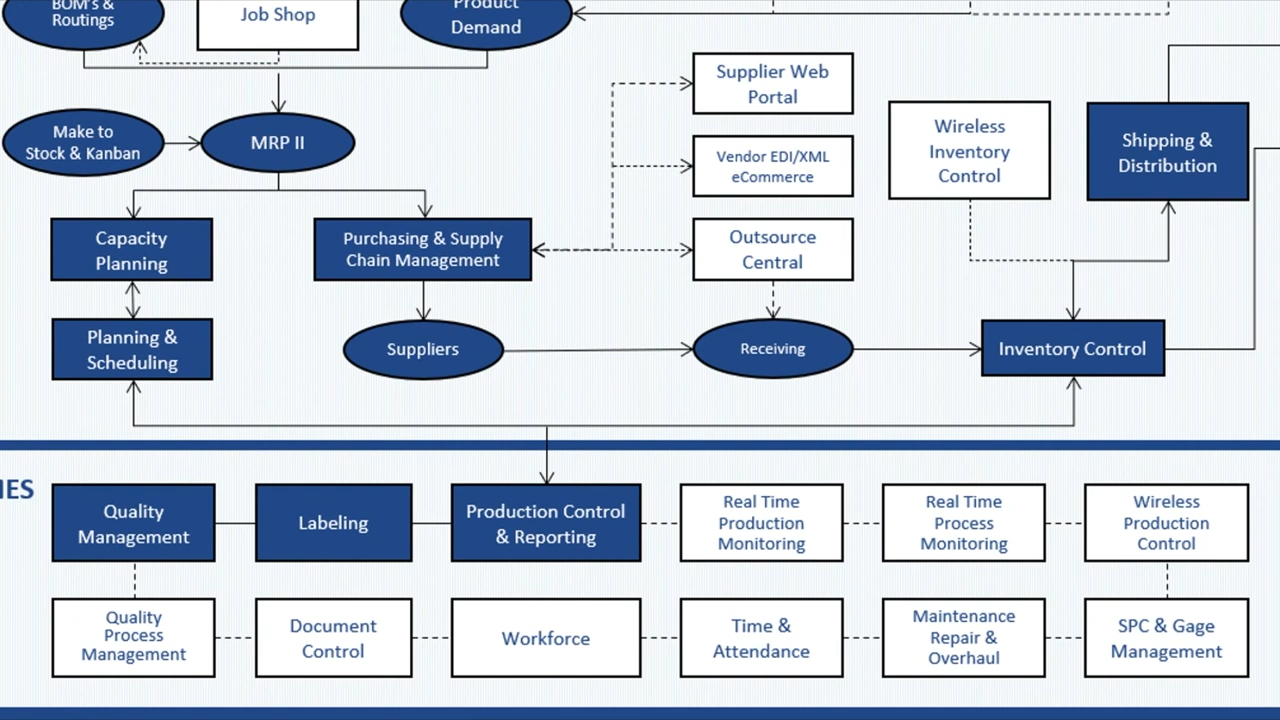 BOM's &
Routings
Job Shop
Product
Demand
Supplier Web
Portal
Make to
Stock & Kanban
MRP II
Vendor EDI/XML
eCommerce
Wireless
Inventory
Control
Shipping &
Distribution
Capacity
Planning
Purchasing & Supply
Chain Management
Outsource
Central
Planning &
Scheduling
Suppliers
Receiving
Inventory Control
IES
Quality
Management
Labeling
Production Control
& Reporting
Real Time
Production
Monitoring
Real Time
Process
Monitoring
Wireless
Production
Control
Quality
Process
Management
Document
Control
Workforce
Time &
Attendance
Maintenance
Repair &
Overhaul
SPC & Gage
Management